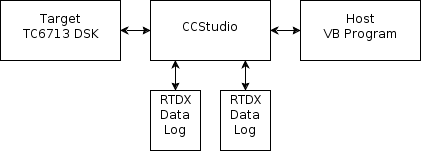 Target
TC6713 DSK
CCStudio
Host
VB Program
RTDX
Data
Log
RTDX
Data
Log